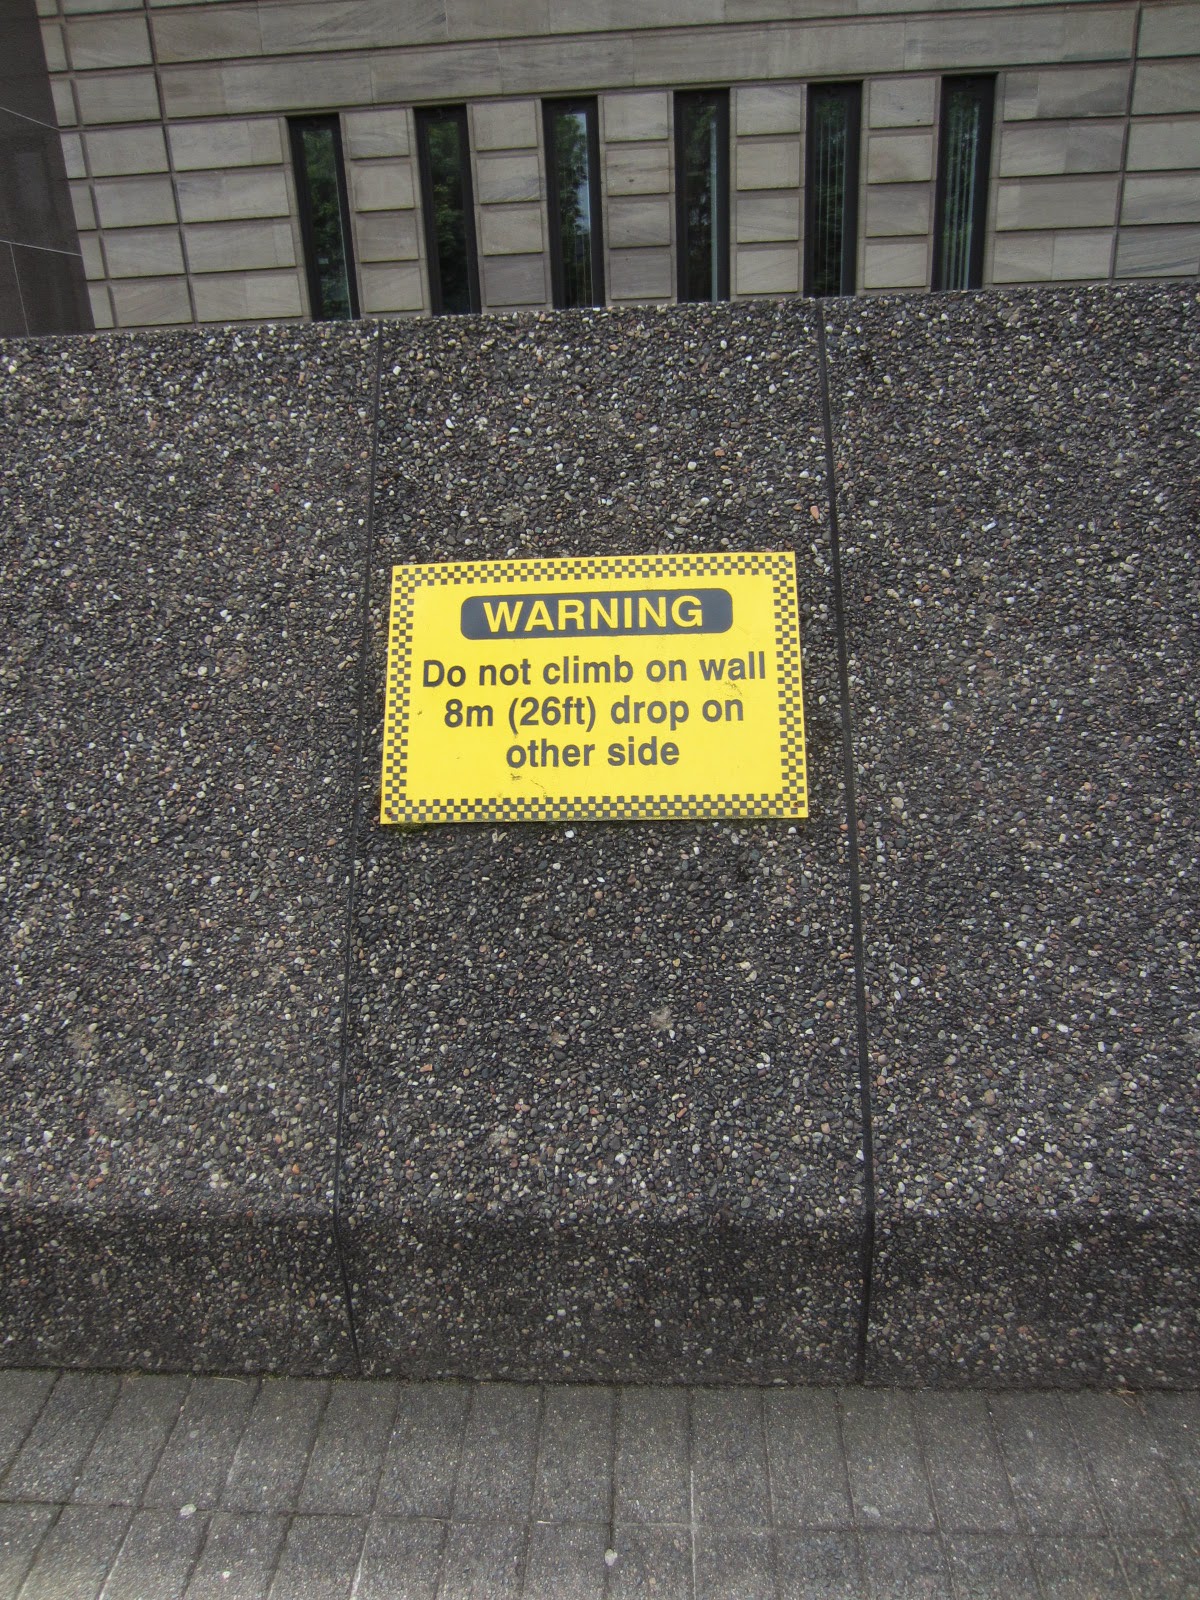 WARNING
Do not climb on wall
8m (26ft) drop on
other side